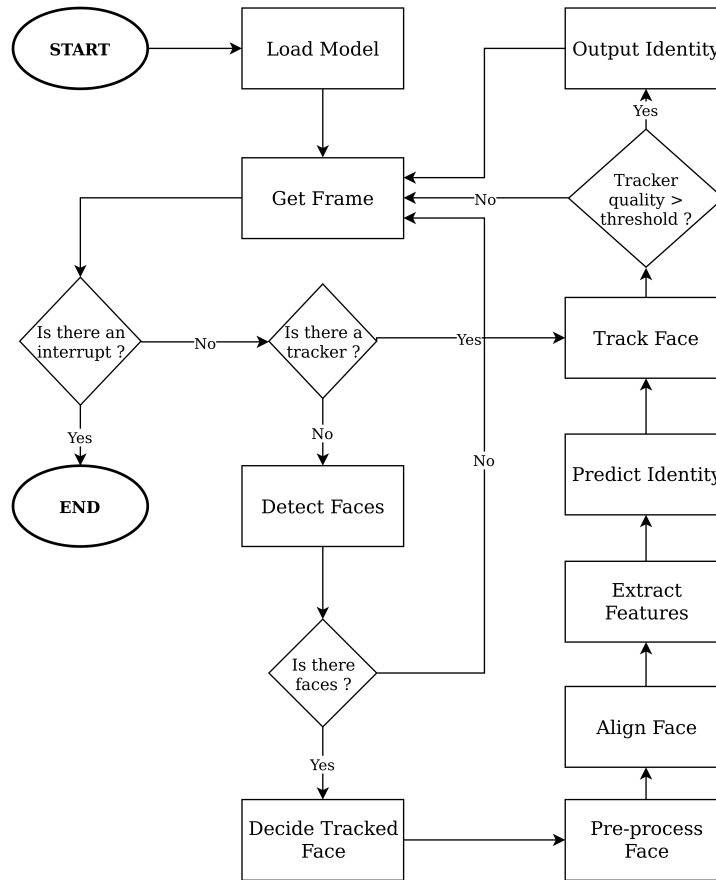 START
Load Model
Output Identity
Yes
Get Frame
No
Tracker
quality >
threshold ?
Is there an
interrupt ?
No
Is there a
tracker ?
Yes
Track Face
Yes
No
No
Predict Identity
END
Detect Faces
Extract
Features
Is there
faces ?
Align Face
Yes
Decide Tracked
Face
Pre-process
Face